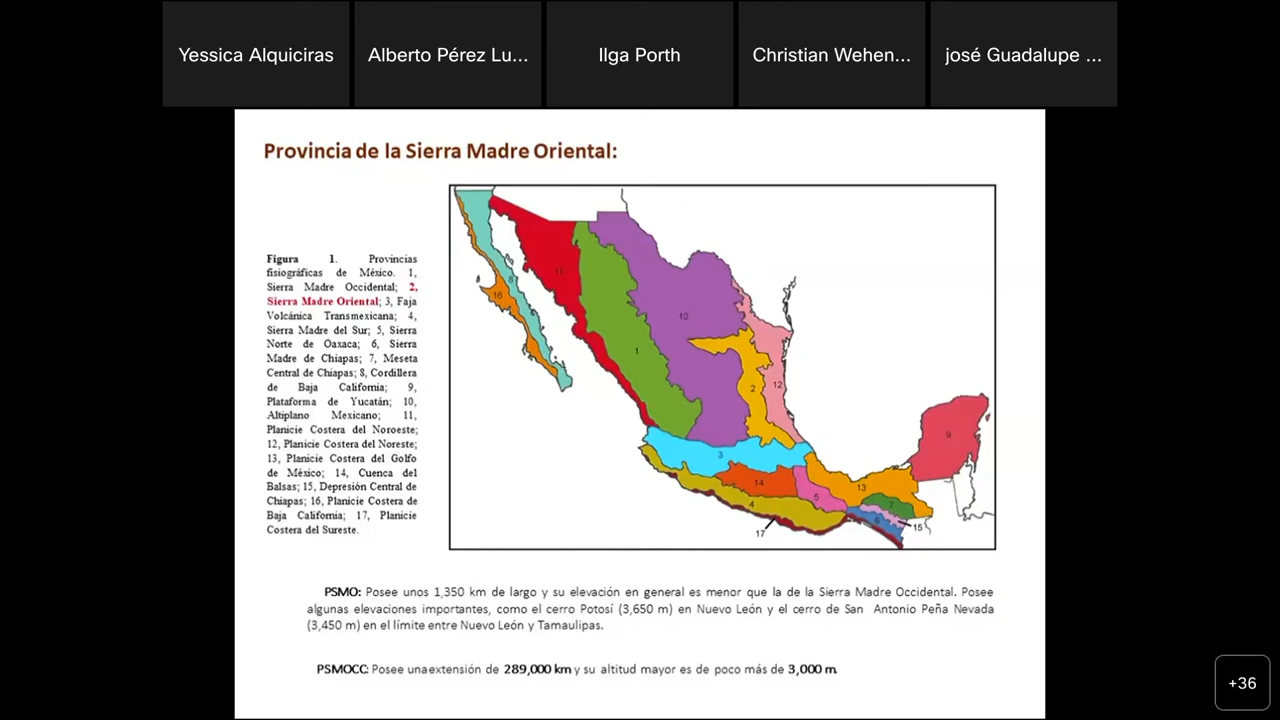 Yessica Alquiciras
Alberto Pérez Lu...
Ilga Porth
Christian Wehen...
josé Guadalupe ...
Provincia de la Sierra Madre Oriental:
Figura 1. Provincias
fisiográficas de México. 1,
Sierra Madre Occidental; 2,
Sierra Madre Oriental; 3, Faja
Volcánica Transmexicana; 4,
Sierra Madre del Sur; 5, Sierra
Norte de Oaxaca; 6, Sierra
Madre de Chiapas; 7, Meseta
Central de Chiapas; 8, Cordillera
de Baja California; 9,
Plataforma de Yucatán; 10,
Altiplano Mexicano; 11,
Planicie Costera del Noroeste;
12, Planicie Costera del Noreste;
13, Planicie Costera del Golfo
de México; 14, Cuenca del
Balsas; 15, Depresión Central de
Chiapas; 16, Planicie Costera de
Baja California; 17, Planicie
Costera del Sureste.
11
8
16
10
1
2
12
3
9
14
13
5
4
7
6
15
17
PSMO: Posee unos 1,350 km de largo y su elevación en general es menor que la de la Sierra Madre Occidental. Posee
algunas elevaciones importantes, como el cerro Potosí (3,650 m) en Nuevo León y el cerro de San Antonio Peña Nevada
(3,450 m) en el límite entre Nuevo León y Tamaulipas.
PSMOCC: Posee una extensión de 289,000 km y su altitud mayor es de poco más de 3,000 m.
+36